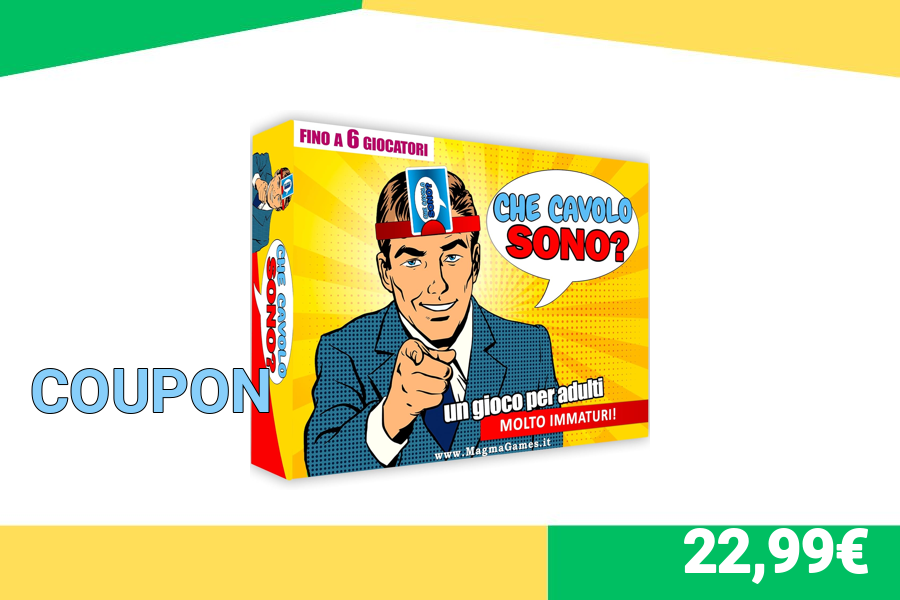 FINO A 6 GIOCATORI
CHE CAVOLO
SONO?
CHE CAVOLO
SONO?
COUPON
un gioco per adulti
MOLTO IMMATURI!
www.MagmaGames.it
22,99€